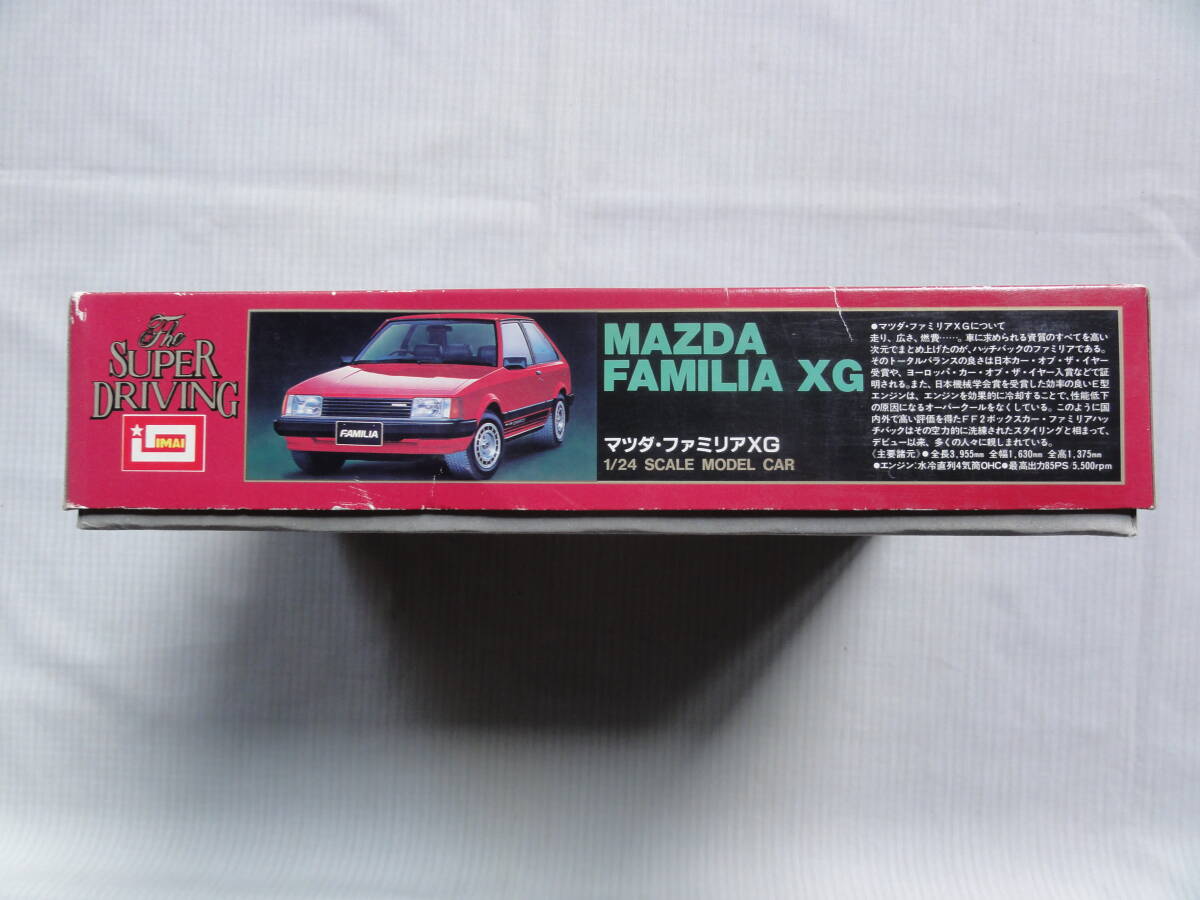 The
SUPER
DRIVING
IMAI
FAMILIA
MAZDA
FAMILIA XG
マツダ・ファミリアXG
1/24 SCALE MODEL CAR
●マツダ・ファミリアXGについて
走り、広さ、燃費……。車に求められる資質のすべてを高い
次元でまとめ上げたのが、ハッチバックのファミリアである。
そのトータルバランスの良さは日本カー・オブ・ザ・イヤー
受賞や、ヨーロッパ・カー・オブ・ザ・イヤー入賞などで証
明される。また、日本機械学会賞を受賞した効率の良いE型
エンジンは、エンジンを効果的に冷却することで、性能低下
の原因になるオーバークールをなくしている。このように国
内外で高い評価を得たFF2ボックスカー・ファミリアハッ
チバックはその空力的に洗練されたスタイリングと相まって、
デビュー以来、多くの人々に親しまれている。
《主要諸元》●全長3,955mm 全幅1,630mm 全高1,375mm
●エンジン:水冷直列4気筒OHC●最高出力85PS 5,500rpm